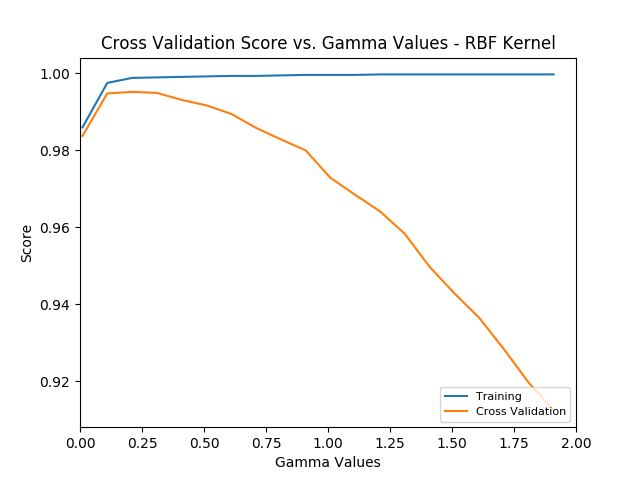 Cross Validation Score vs. Gamma Values - RBF Kernel
1.00
0.98
0.96
0.94
0.92
Score
Training
Cross Validation
0.00 0.25 0.50 0.75 1.00 1.25 1.50 1.75 2.00
Gamma Values